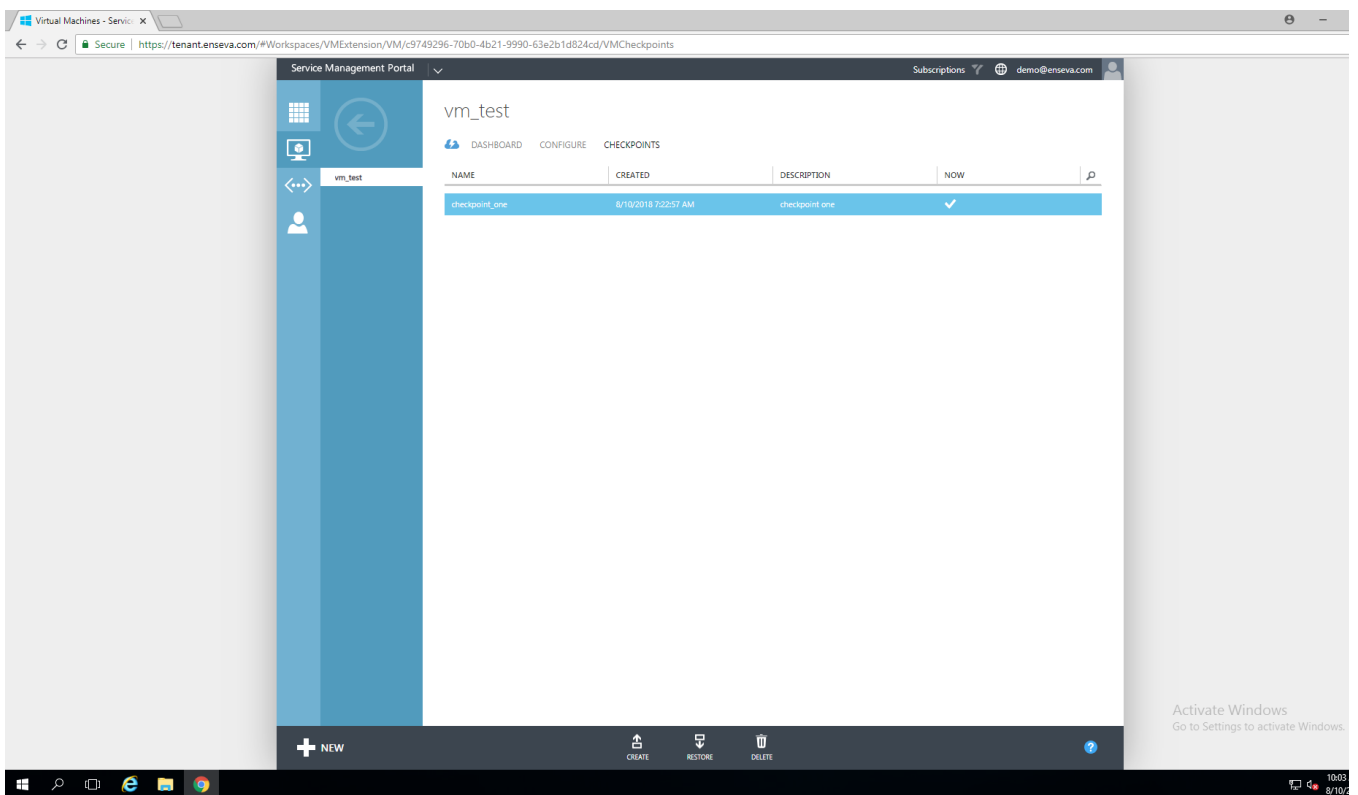 Virtual Machines - Servic
Secure https://tenant.enseva.com/#Workspaces/VMExtension/VM/c9749296-70b0-4b21-9990-63e2b1d824cd/VMCheckpoints
Service Management Portal Subscriptions demo@enseva.com
vm_test
DASHBOARD CONFIGURE CHECKPOINTS
vm_test
NAME CREATED DESCRIPTION NOW
checkpoint_one 8/10/2018 7:22:57 AM checkpoint one
Activate Windows
Go to Settings to activate Windows.
NEW
CREATE RESTORE DELETE
?
10:03
8/10/2